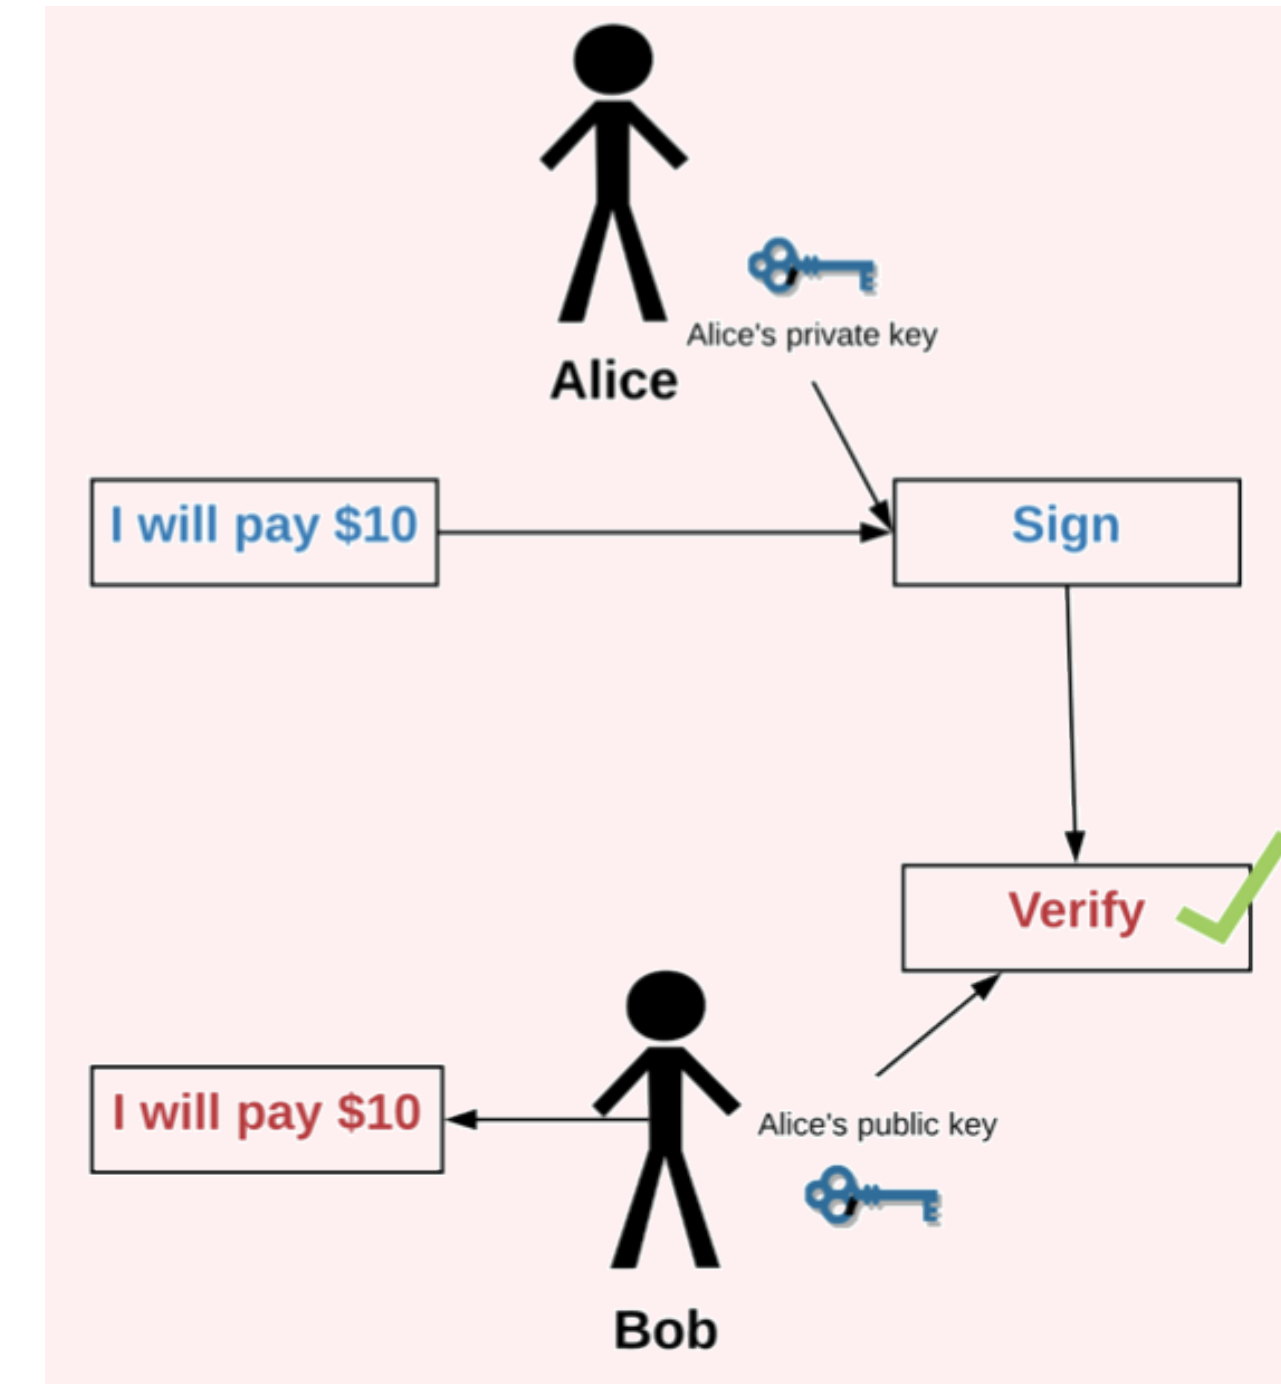 Alice's private key
Alice
I will pay $10
Sign
Verify
I will pay $10
Alice's public key
Bob